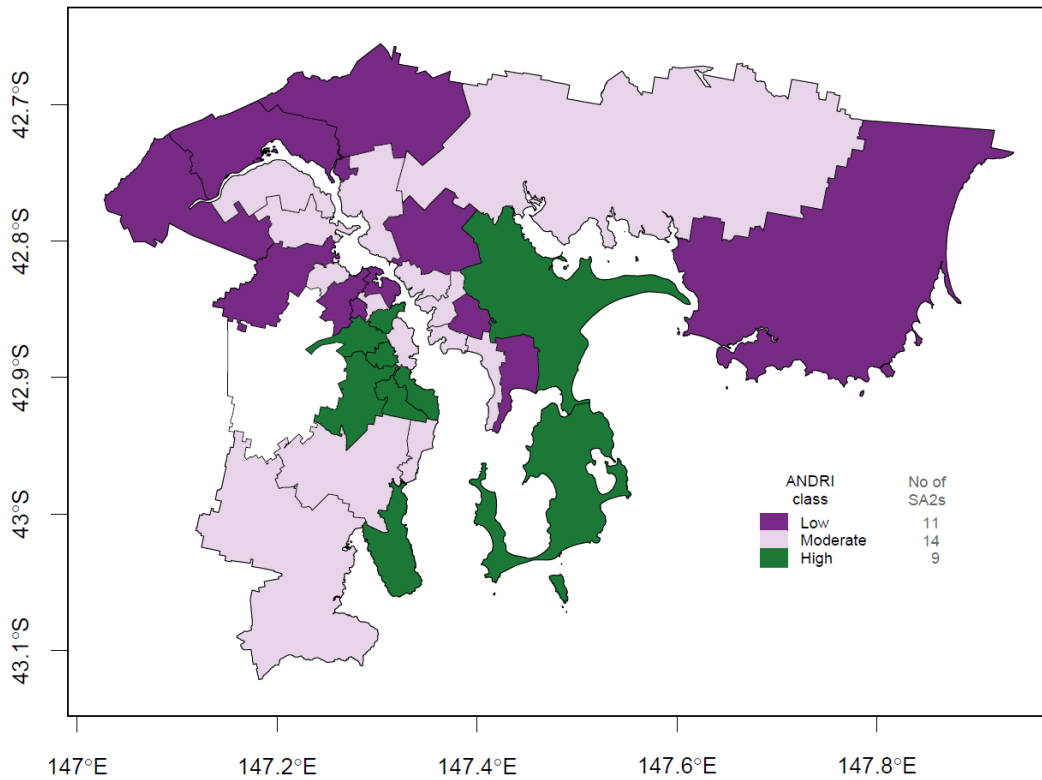 42.7°S
42.8°S
42.9°S
43°S
43.1°S
ANDRI class
No of SA2s
Low 11
Moderate 14
High 9
147°E
147.2°E
147.4°E
147.6°E
147.8°E